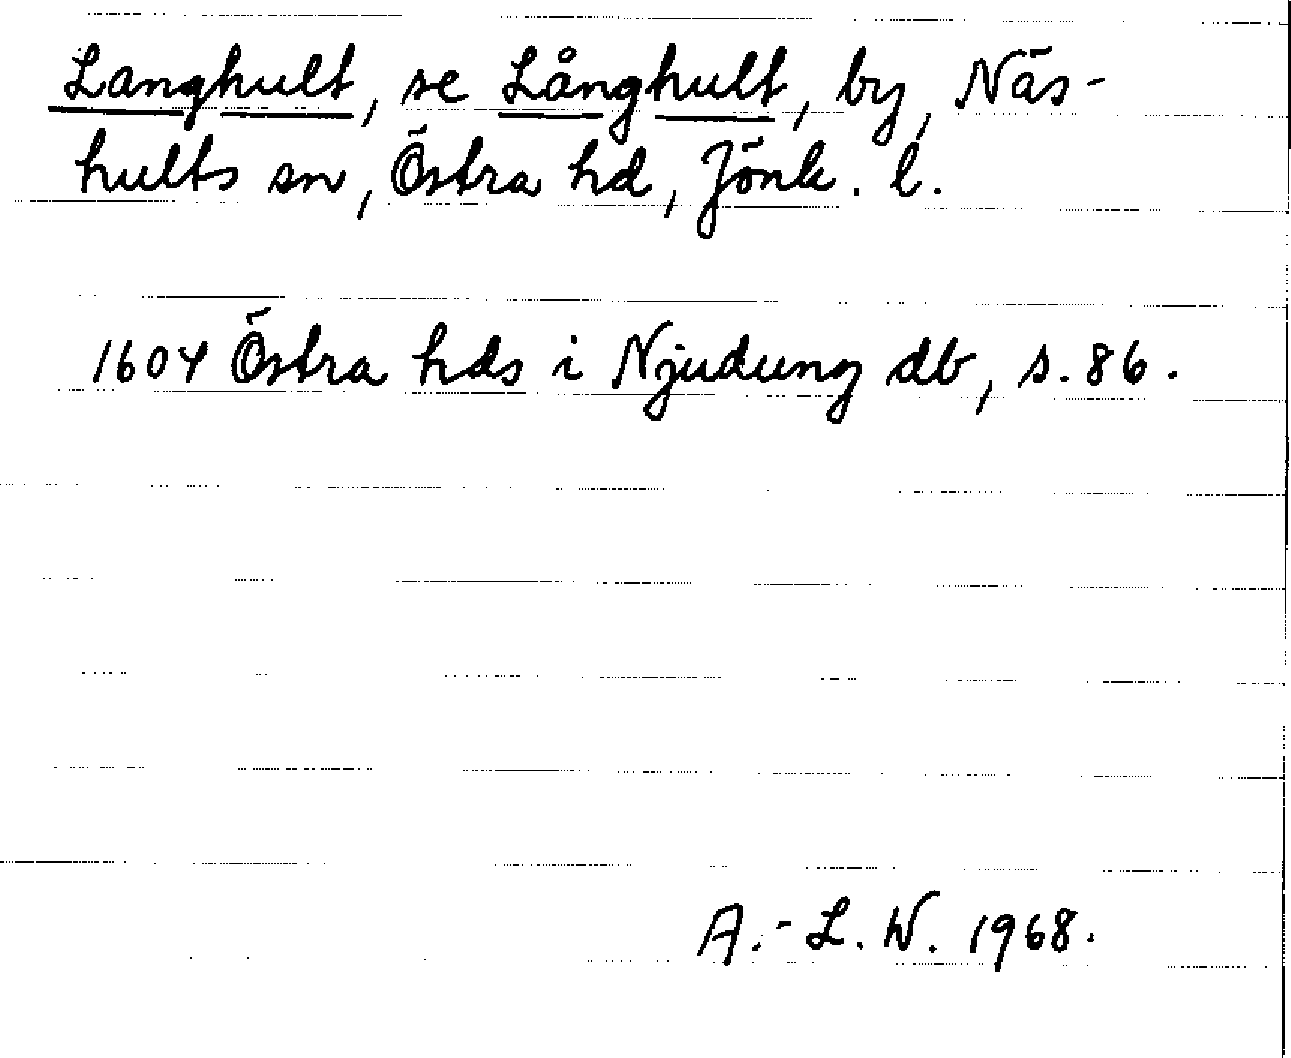 Langhult, se Långhult, by, Näs-
hults sn, Östra hd, Jönk. l.
1604 Östra hds i Njudung db, s. 86.
A.-L. W. 1968.